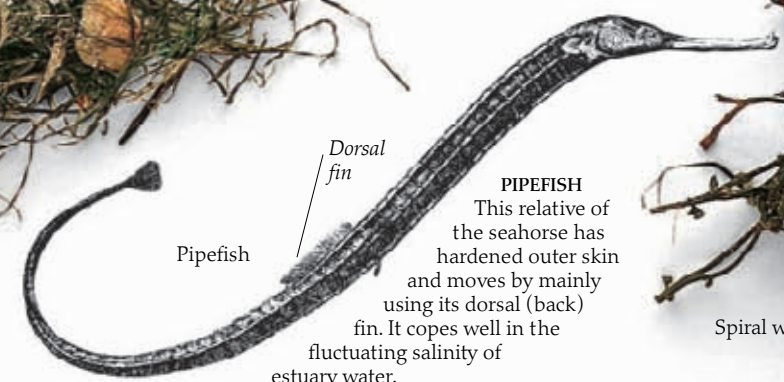 Dorsal
fin
Pipefish
PIPEFISH
This relative of
the seahorse has
hardened outer skin
and moves by mainly
using its dorsal (back)
fin. It copes well in the
fluctuating salinity of
estuary water.
Spiral